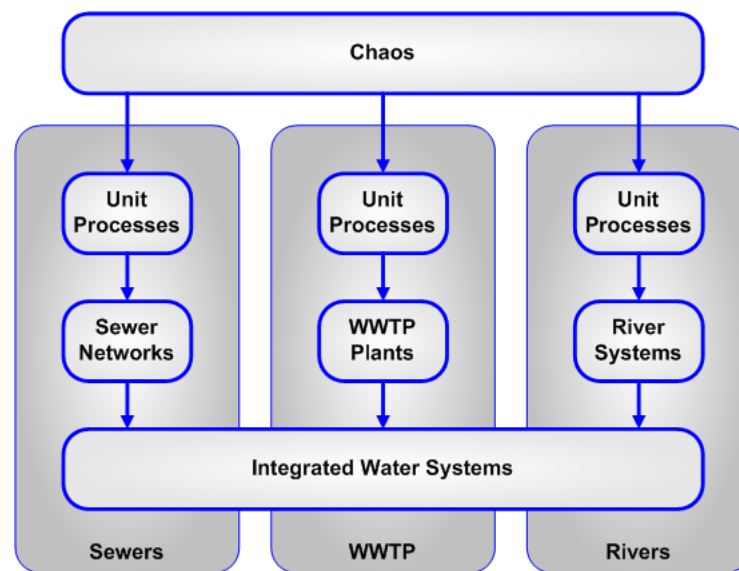 Chaos
Unit
Processes
Unit
Processes
Unit
Processes
Sewer
Networks
WWTP
Plants
River
Systems
Integrated Water Systems
Sewers
WWTP
Rivers